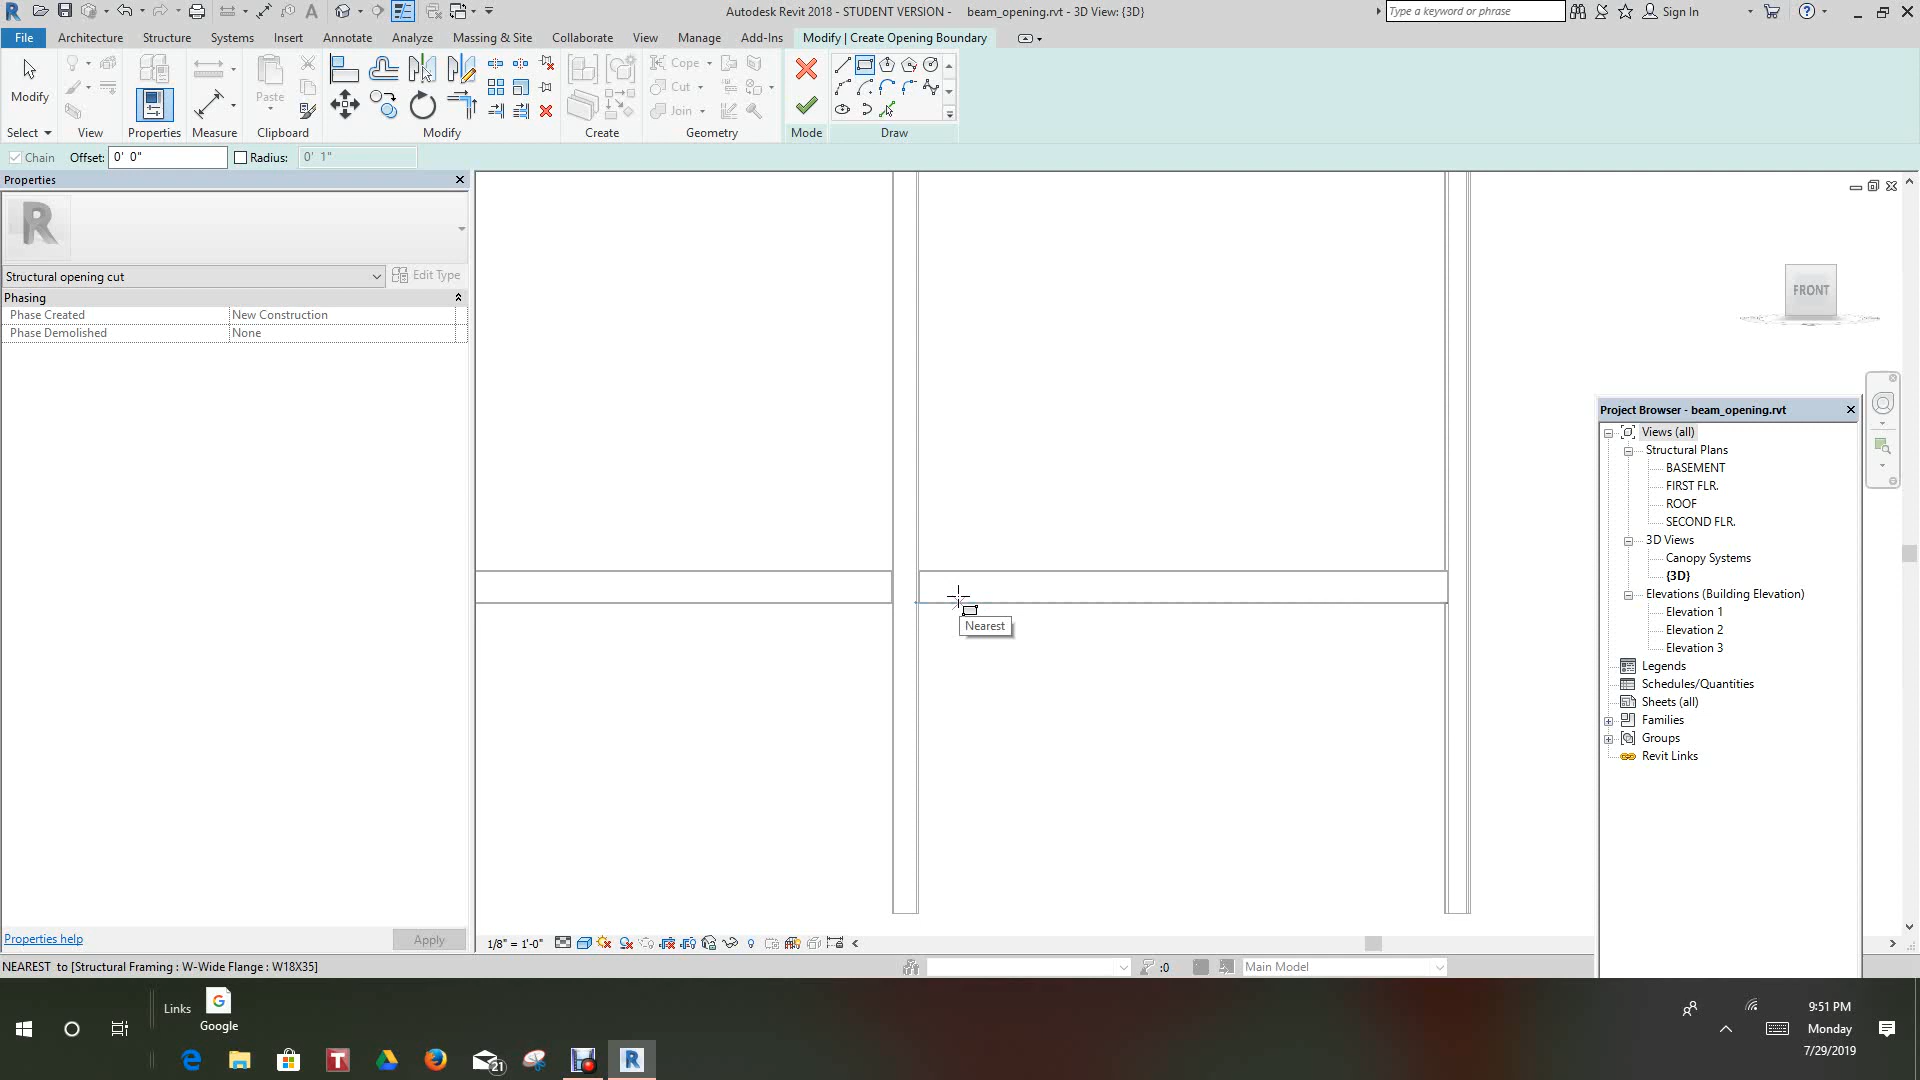 Autodesk Revit 2018 - STUDENT VERSION - beam_opening.rvt - 3D View: {3D}
Type a keyword or phrase
Sign In
File Architecture Structure Systems Insert Annotate Analyze Massing & Site Collaborate View Manage Add-Ins Modify | Create Opening Boundary
Modify
Paste
Cope
Cut
Join
Select View Properties Measure Clipboard Modify Create Geometry Mode Draw
Chain Offset: 0' 0" Radius: 0' 1"
Properties
Structural opening cut
Edit Type
Phasing
Phase Created New Construction
Phase Demolished None
FRONT
Nearest
Project Browser - beam_opening.rvt
Views (all)
Structural Plans
BASEMENT
FIRST FLR.
ROOF
SECOND FLR.
3D Views
Canopy Systems
{3D}
Elevations (Building Elevation)
Elevation 1
Elevation 2
Elevation 3
Legends
Schedules/Quantities
Sheets (all)
Families
Groups
Revit Links
Properties help
Apply
1/8" = 1'-0"
NEAREST to [Structural Framing : W-Wide Flange : W18X35]
:0
Main Model
Links
Google
21
9:51 PM
Monday
7/29/2019